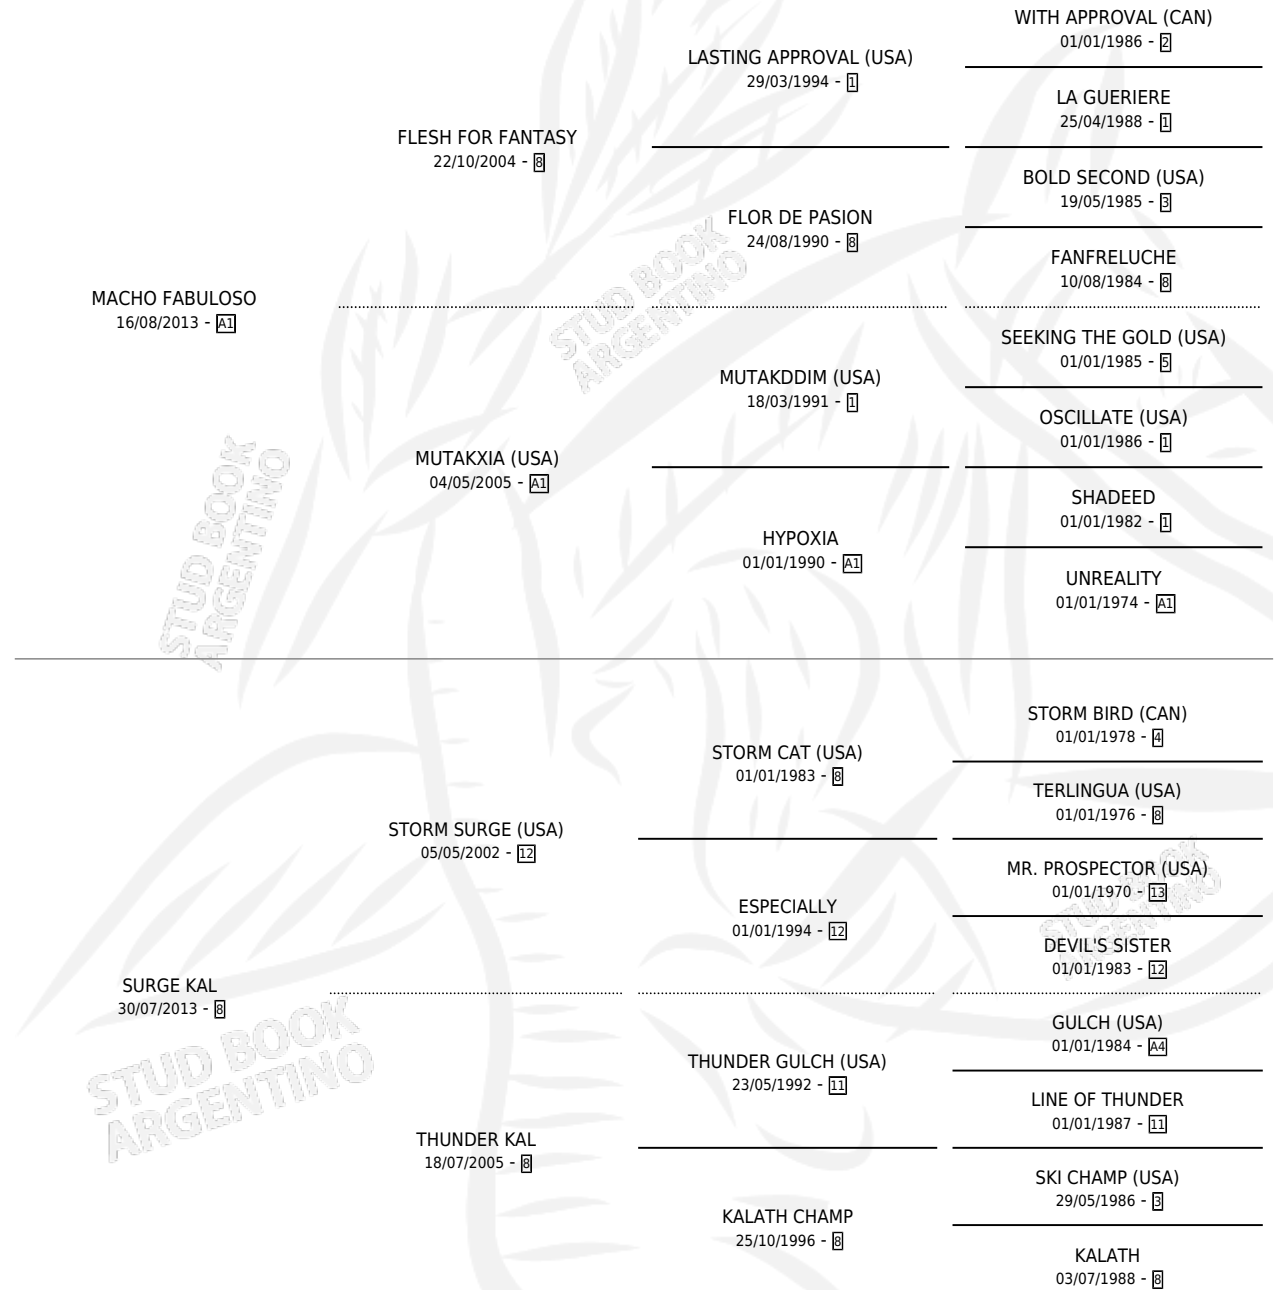 WITH APPROVAL (CAN)
01/01/1986 - 2
LASTING APPROVAL (USA)
29/03/1994 - 1
LA GUERIERE
25/04/1988 - 1
FLESH FOR FANTASY
22/10/2004 - 8
BOLD SECOND (USA)
19/05/1985 - 3
FLOR DE PASION
24/08/1990 - 8
FANFRELUCHE
10/08/1984 - 8
MACHO FABULOSO
16/08/2013 - A1
SEEKING THE GOLD (USA)
01/01/1985 - 5
MUTAKDDIM (USA)
18/03/1991 - 1
OSCILLATE (USA)
01/01/1986 - 1
MUTAKXIA (USA)
04/05/2005 - A1
SHADEED
01/01/1982 - 1
HYPOXIA
01/01/1990 - A1
UNREALITY
01/01/1974 - A1
STUD BOOK
ARGENTINO
STUD BOOK
ARGENTINO
STORM BIRD (CAN)
01/01/1978 - 4
STORM CAT (USA)
01/01/1983 - 8
TERLINGUA (USA)
01/01/1976 - 8
STORM SURGE (USA)
05/05/2002 - 12
MR. PROSPECTOR (USA)
01/01/1970 - 13
ESPECIALLY
01/01/1994 - 12
DEVIL'S SISTER
01/01/1983 - 12
SURGE KAL
30/07/2013 - 8
GULCH (USA)
01/01/1984 - A4
THUNDER GULCH (USA)
23/05/1992 - 11
LINE OF THUNDER
01/01/1987 - 11
THUNDER KAL
18/07/2005 - 8
SKI CHAMP (USA)
29/05/1986 - 3
KALATH CHAMP
25/10/1996 - 8
KALATH
03/07/1988 - 8
STUD BOOK
ARGENTINO
STUD BOOK
ARGENTINO